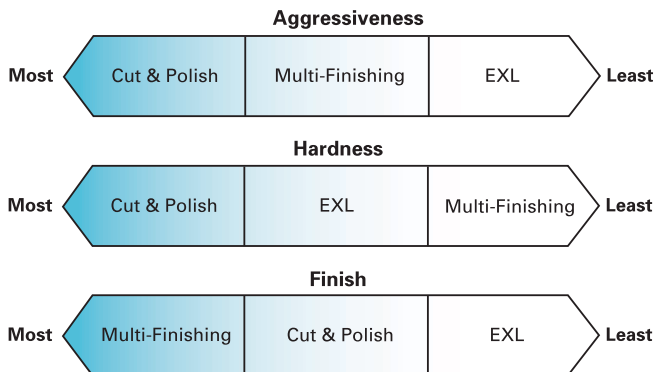 Aggressiveness
Most Cut & Polish Multi-Finishing EXL Least
Hardness
Most Cut & Polish EXL Multi-Finishing Least
Finish
Most Multi-Finishing Cut & Polish EXL Least